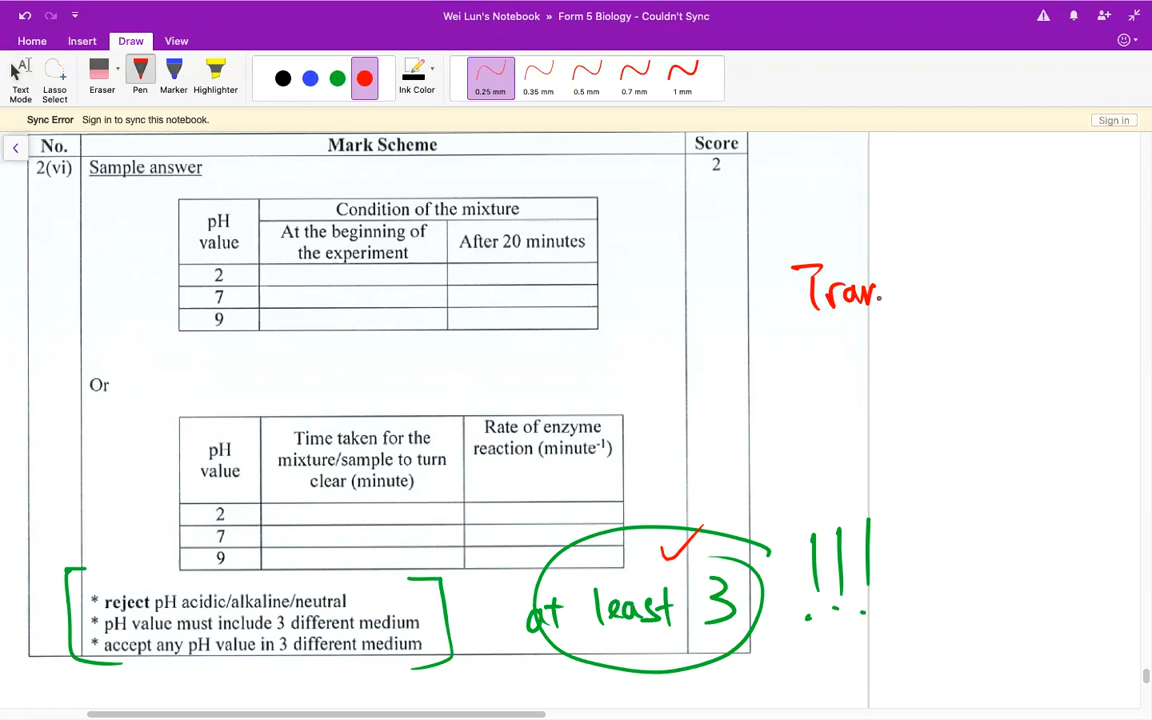 Wei Lun's Notebook » Form 5 Biology - Couldn't Sync
Home Insert Draw View
Text Mode
Lasso Select
Eraser
Pen
Marker
Highlighter
Ink Color
0.25 mm 0.35 mm 0.5 mm 0.7 mm 1 mm
Sync Error Sign in to sync this notebook.
Sign in
No. Mark Scheme Score
2(vi) Sample answer 2
pH value
Condition of the mixture
At the beginning of the experiment
After 20 minutes
2
7
9
Or
pH value
Time taken for the mixture/sample to turn clear (minute)
Rate of enzyme reaction (minute⁻¹)
2
7
9
* reject pH acidic/alkaline/neutral
* pH value must include 3 different medium
* accept any pH value in 3 different medium
at least 3
!!!